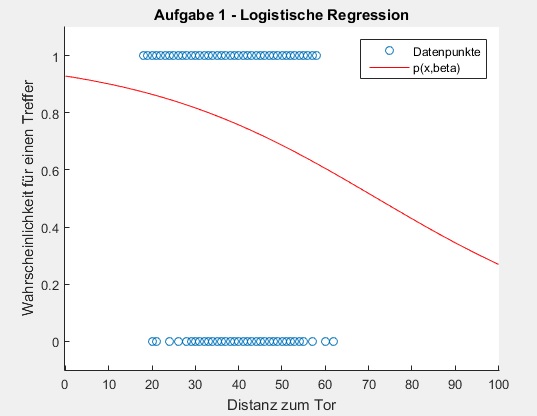 Aufgabe 1 - Logistische Regression
Datenpunkte
p(x,beta)
Wahrscheinlichkeit für einen Treffer
1
0.8
0.6
0.4
0.2
0
0 10 20 30 40 50 60 70 80 90 100
Distanz zum Tor